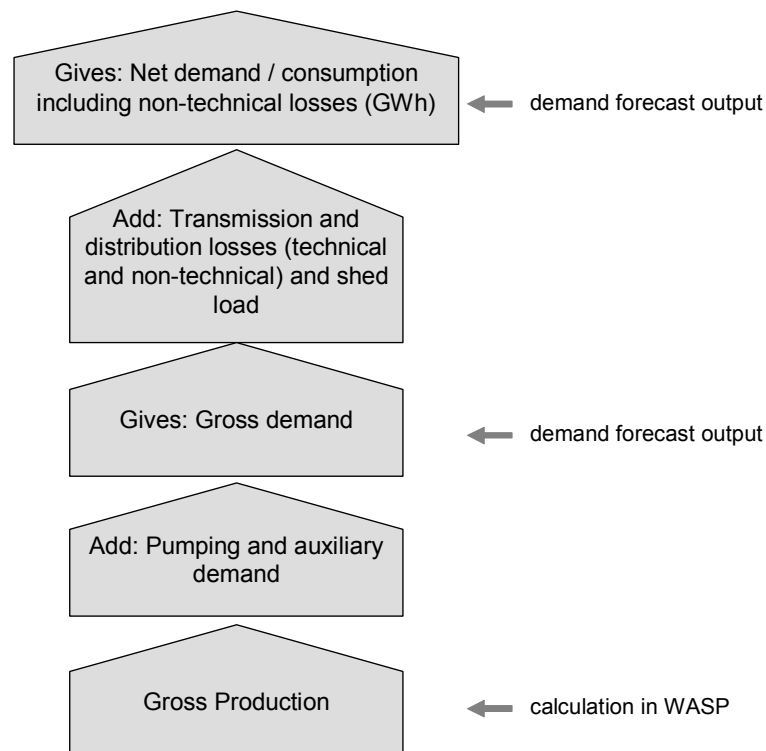 Gives: Net demand / consumption
including non-technical losses (GWh)
demand forecast output
Add: Transmission and
distribution losses (technical
and non-technical) and shed
load
Gives: Gross demand
demand forecast output
Add: Pumping and auxiliary
demand
Gross Production
calculation in WASP